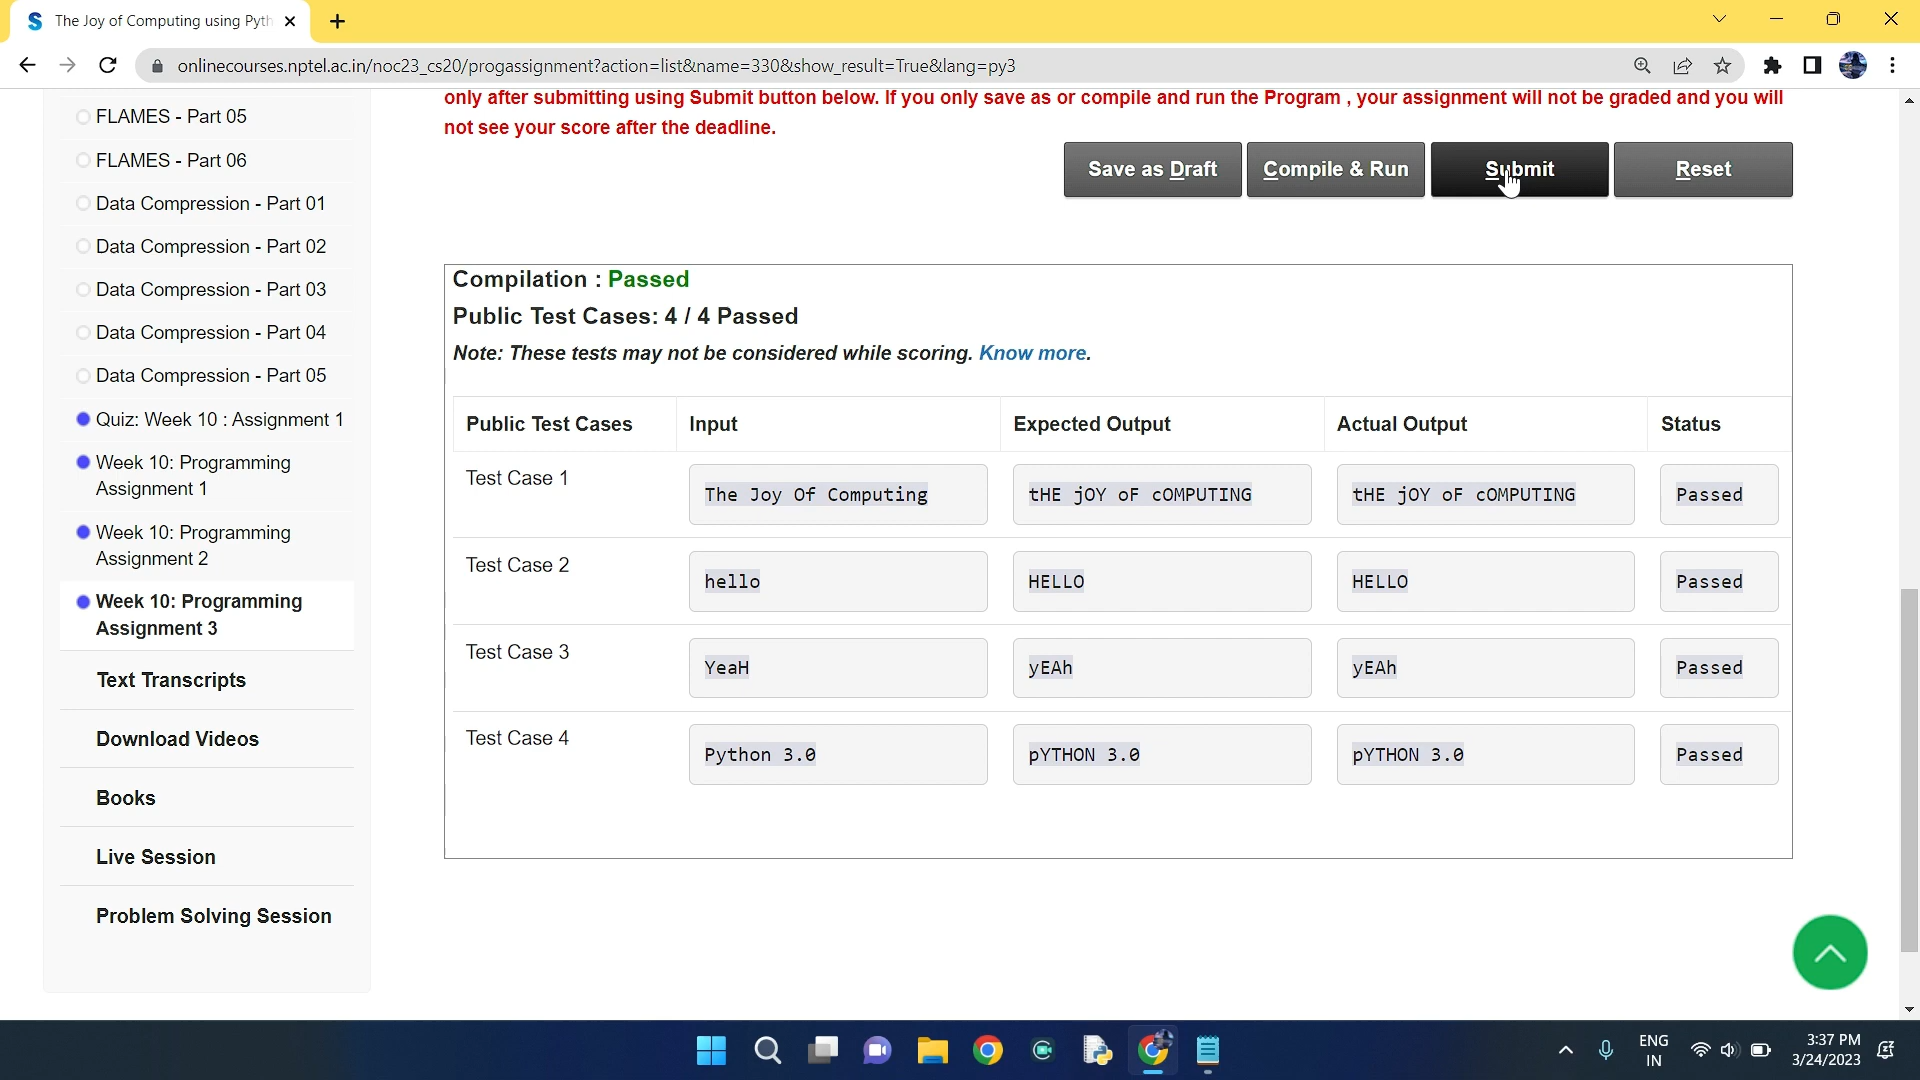 The Joy of Computing using Pyth
onlinecourses.nptel.ac.in/noc23_cs20/progassignment?action=list&name=330&show_result=True&lang=py3
FLAMES - Part 05
FLAMES - Part 06
Data Compression - Part 01
Data Compression - Part 02
Data Compression - Part 03
Data Compression - Part 04
Data Compression - Part 05
Quiz: Week 10 : Assignment 1
Week 10: Programming
Assignment 1
Week 10: Programming
Assignment 2
Week 10: Programming
Assignment 3
Text Transcripts
Download Videos
Books
Live Session
Problem Solving Session
only after submitting using Submit button below. If you only save as or compile and run the Program , your assignment will not be graded and you will
not see your score after the deadline.
Save as Draft Compile & Run Submit Reset
Compilation : Passed
Public Test Cases: 4 / 4 Passed
Note: These tests may not be considered while scoring. Know more.
Public Test Cases Input Expected Output Actual Output Status
Test Case 1 The Joy Of Computing tHE jOY oF cOMPUTING tHE jOY oF cOMPUTING Passed
Test Case 2 hello HELLO HELLO Passed
Test Case 3 YeaH yEAh yEAh Passed
Test Case 4 Python 3.0 pYTHON 3.0 pYTHON 3.0 Passed
ENG
IN
3:37 PM
3/24/2023